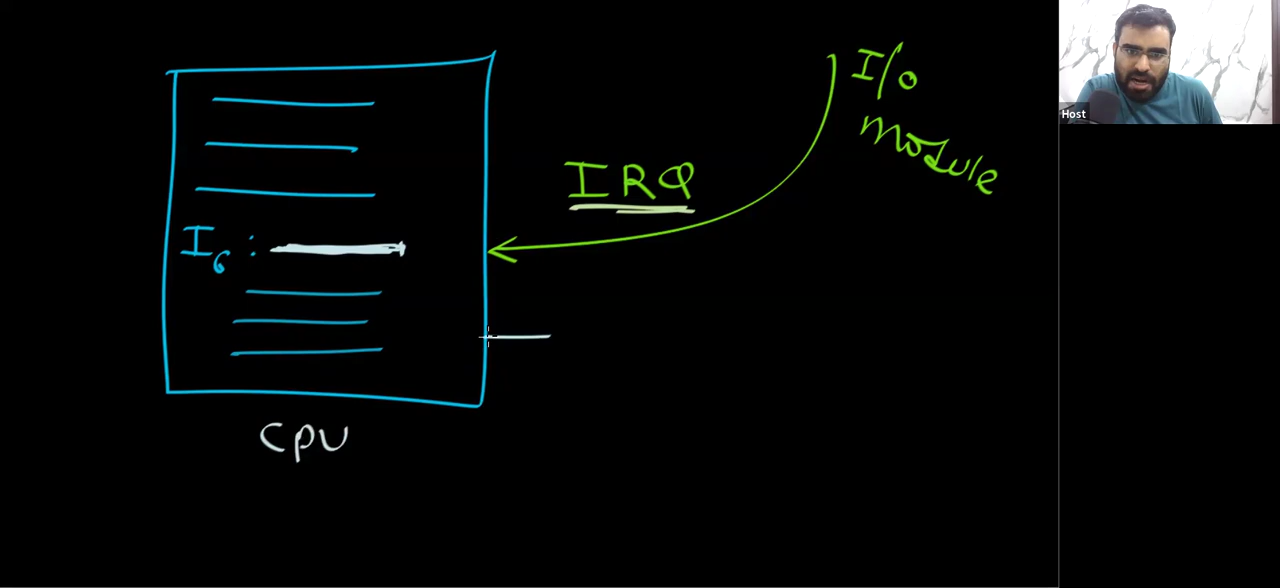 I/O
Module
IRQ
I6 :
CPU
Host